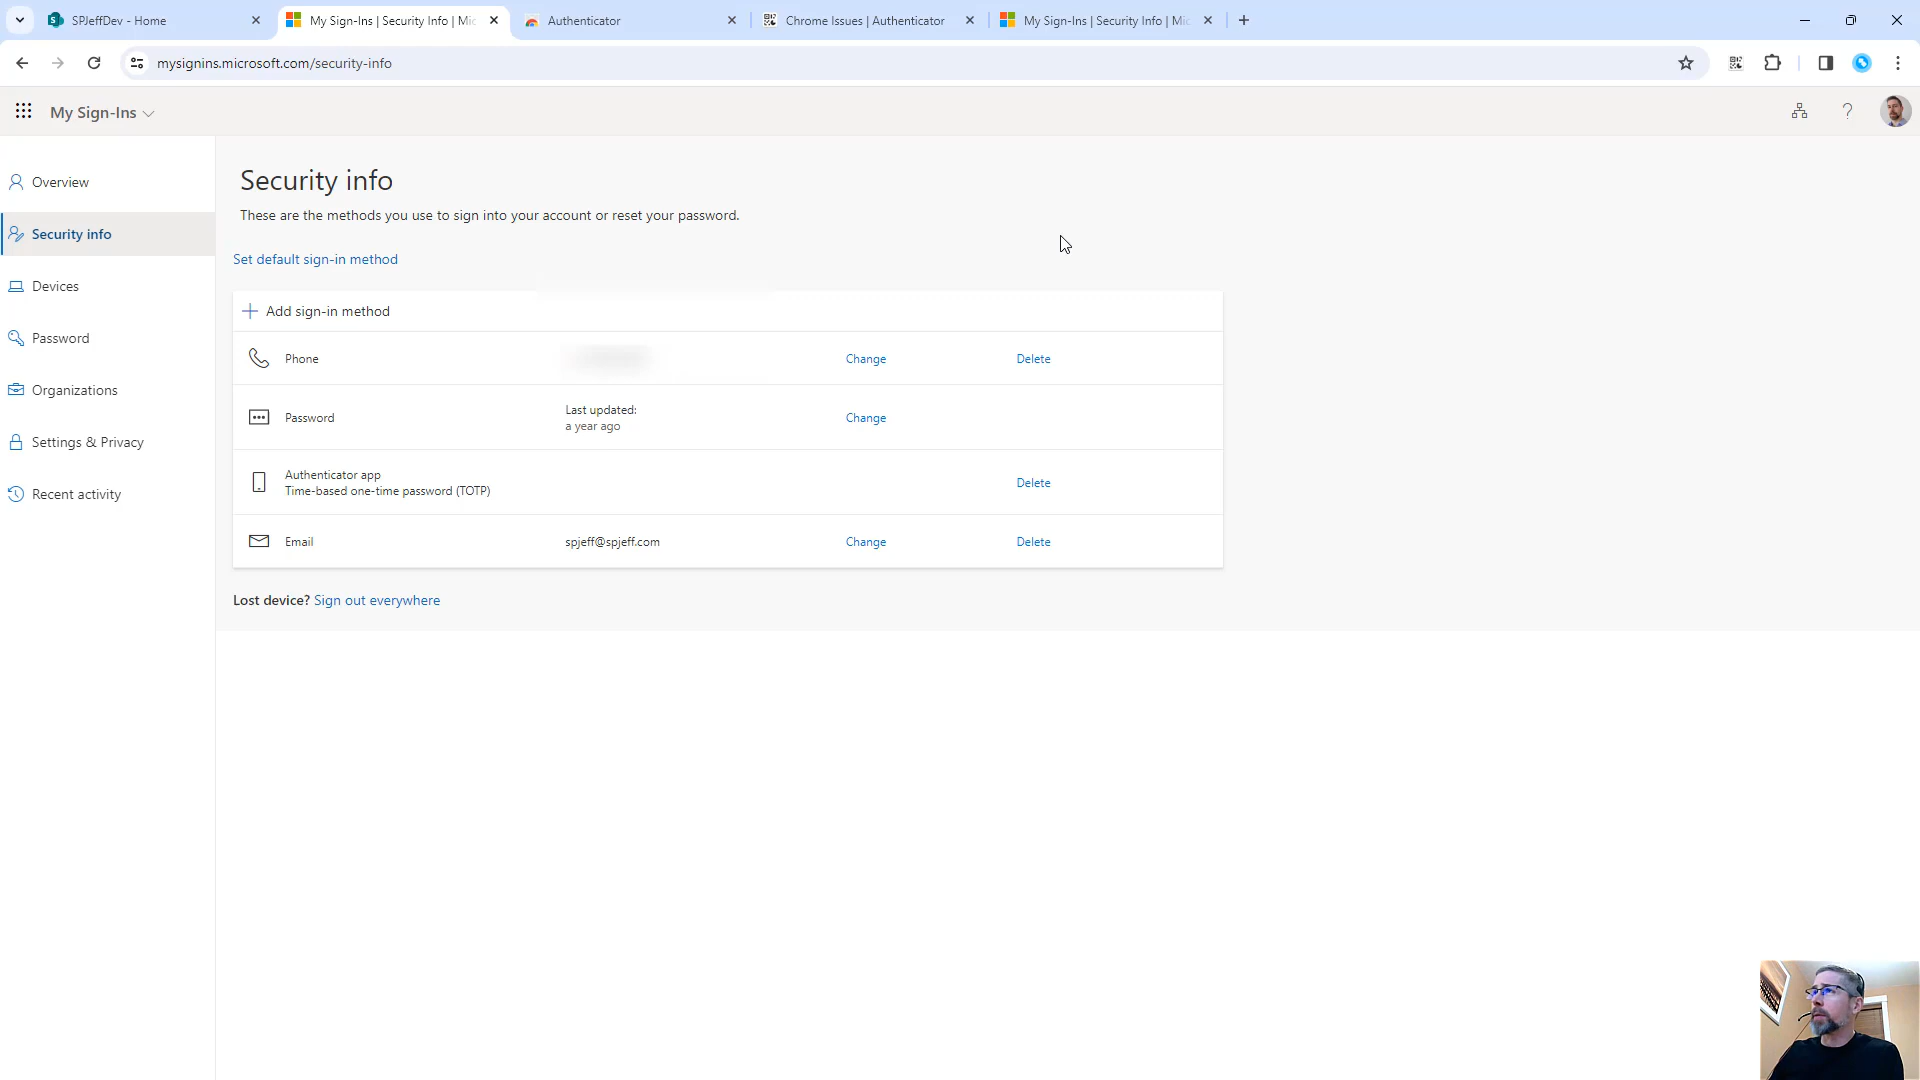 SPJeffDev - Home
My Sign-Ins | Security Info | Mic
Authenticator
Chrome Issues | Authenticator
My Sign-Ins | Security Info | Mic
mysignins.microsoft.com/security-info
My Sign-Ins
Overview
Security info
Devices
Password
Organizations
Settings & Privacy
Recent activity
Security info
These are the methods you use to sign into your account or reset your password.
Set default sign-in method
Add sign-in method
Phone
Change
Delete
Password
Last updated:
a year ago
Change
Authenticator app
Time-based one-time password (TOTP)
Delete
Email
spjeff@spjeff.com
Change
Delete
Lost device? Sign out everywhere